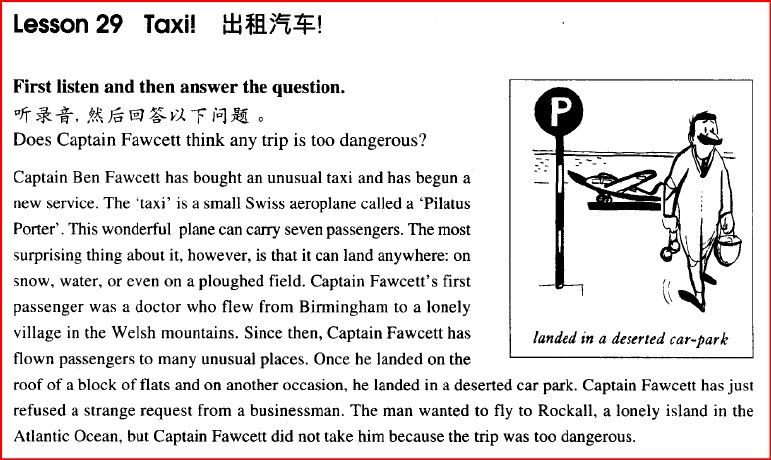 Lesson 29 Taxi! 出租汽车!
First listen and then answer the question.
听录音, 然后回答以下问题。
Does Captain Fawcett think any trip is too dangerous?
Captain Ben Fawcett has bought an unusual taxi and has begun a
new service. The 'taxi' is a small Swiss aeroplane called a 'Pilatus
Porter'. This wonderful plane can carry seven passengers. The most
surprising thing about it, however, is that it can land anywhere: on
snow, water, or even on a ploughed field. Captain Fawcett's first
passenger was a doctor who flew from Birmingham to a lonely
village in the Welsh mountains. Since then, Captain Fawcett has
flown passengers to many unusual places. Once he landed on the
roof of a block of flats and on another occasion, he landed in a deserted car park. Captain Fawcett has just
refused a strange request from a businessman. The man wanted to fly to Rockall, a lonely island in the
Atlantic Ocean, but Captain Fawcett did not take him because the trip was too dangerous.
P
landed in a deserted car-park